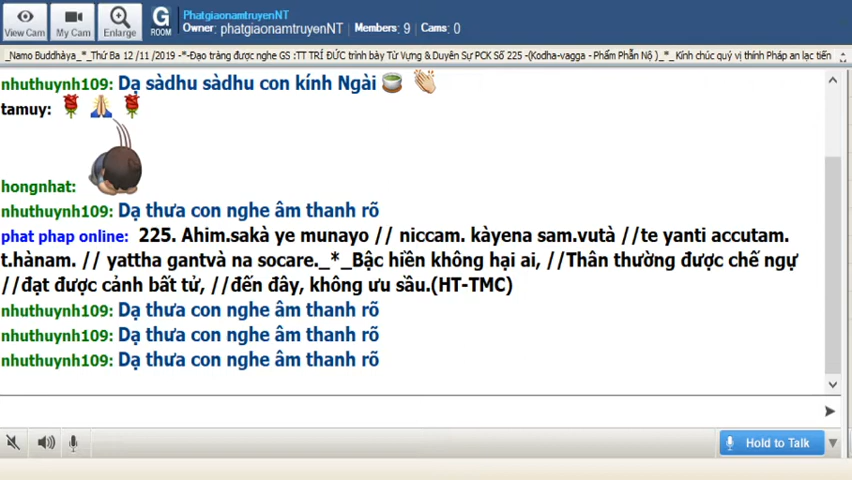 View Cam
My Cam
Enlarge
G
ROOM
PhatgiaonamtruyenNT
Owner: phatgiaonamtruyenNT | Members: 9 | Cams: 0
_Namo Buddhàya_*_Thứ Ba 12 /11 /2019 -*-Đạo tràng được nghe GS :TT TRÍ ĐỨC trình bày Từ Vựng & Duyên Sự PCK Số 225 -(Kodha-vagga - Phẩm Phẫn Nộ )_*_ Kính chúc quý vị thính Pháp an lạc tiến
nhuthuynh109: Dạ sàdhu sàdhu con kính Ngài
tamuy:
hongnhat:
nhuthuynh109: Dạ thưa con nghe âm thanh rõ
phat phap online: 225. Ahim.sakà ye munayo // niccam. kàyena sam.vutà //te yanti accutam.
t.hànam. // yattha gantvà na socare._*_Bậc hiền không hại ai, //Thân thường được chế ngự
//đạt được cảnh bất tử, //đến đây, không ưu sầu.(HT-TMC)
nhuthuynh109: Dạ thưa con nghe âm thanh rõ
nhuthuynh109: Dạ thưa con nghe âm thanh rõ
nhuthuynh109: Dạ thưa con nghe âm thanh rõ
Hold to Talk